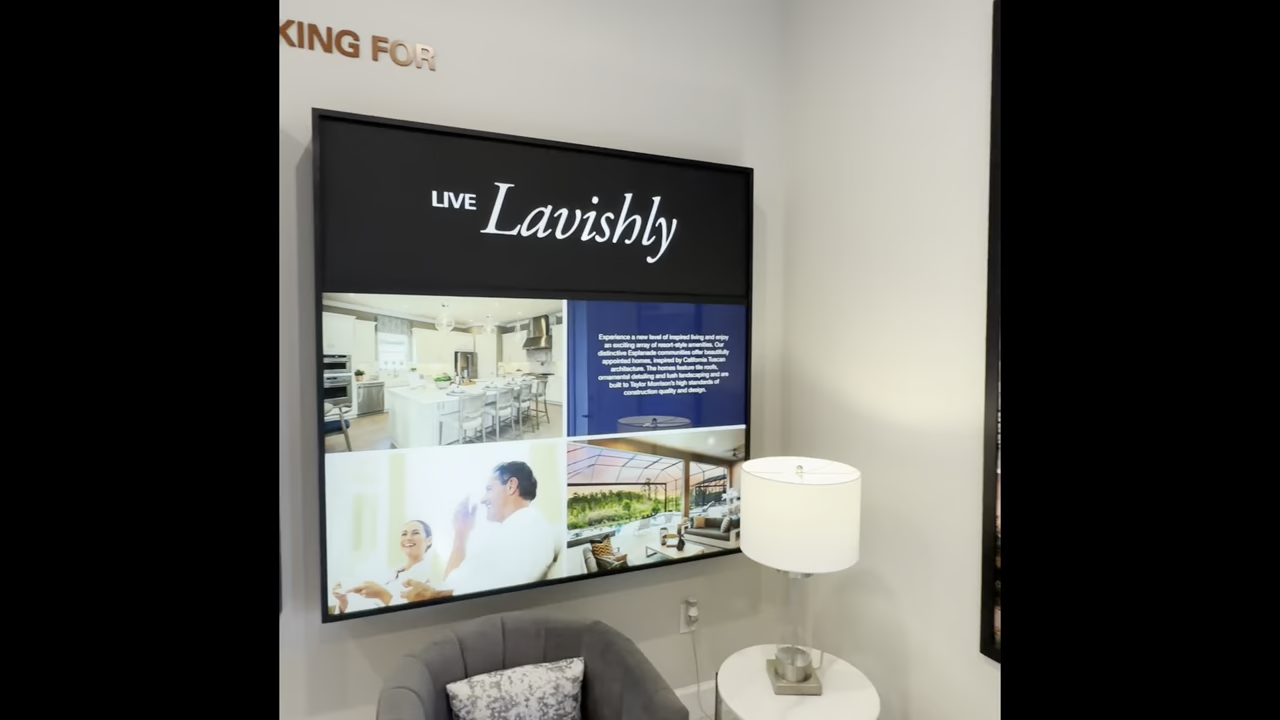 KING FOR
LIVE Lavishly
Experience a new level of inspired living and enjoy
an exciting array of resort-style amenities. Our
distinctive Esplanade communities offer beautifully
appointed homes, inspired by California Tuscan
architecture. The homes feature tile roofs,
ornamental detailing and lush landscaping and are
built to Taylor Morrison's high standards of
construction quality and design.